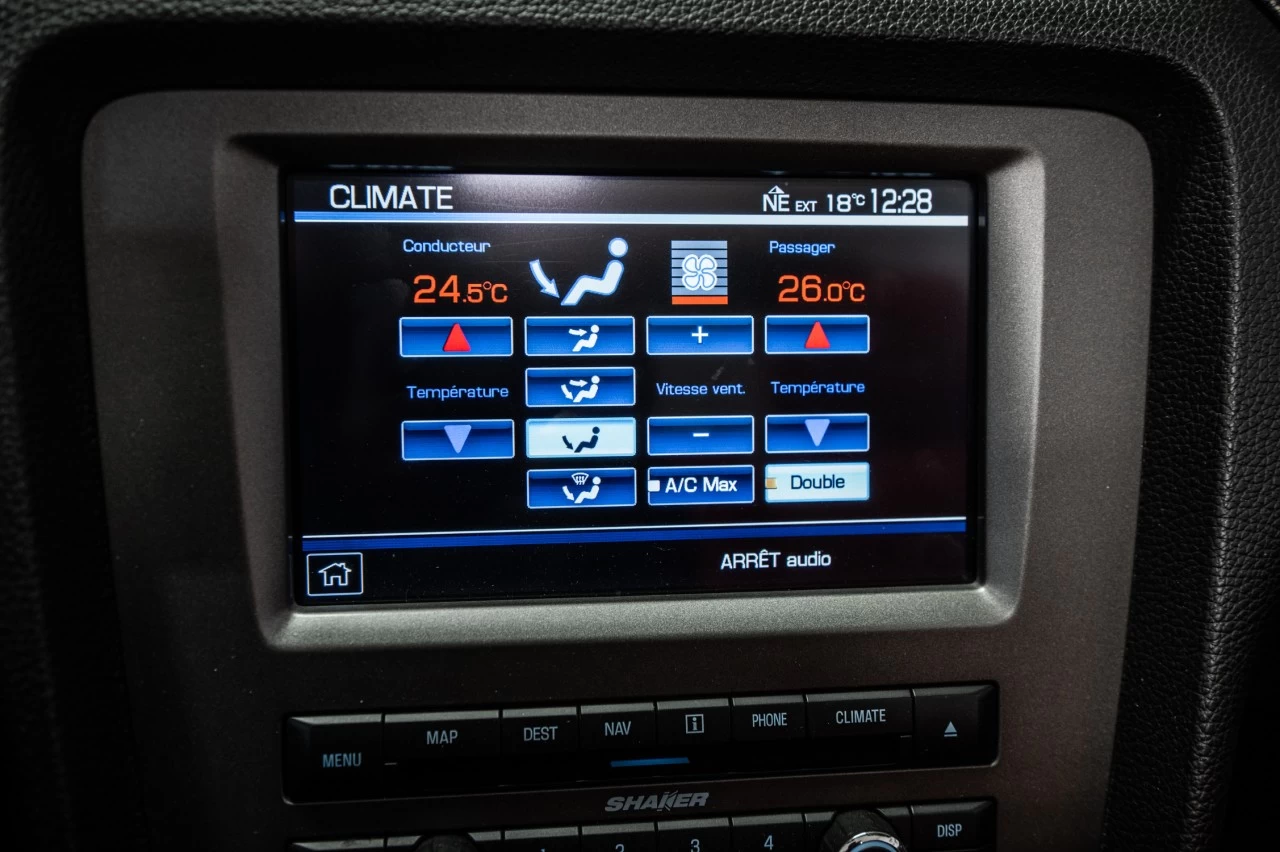 CLIMATE NE EXT 18°C 12:28
Conducteur Passager
24.5°C 26.0°C
+
Température Vitesse vent. Température
−
A/C Max Double
ARRÊT audio
MENU MAP DEST NAV i PHONE CLIMATE
SHAKER
2 3 4 DISP